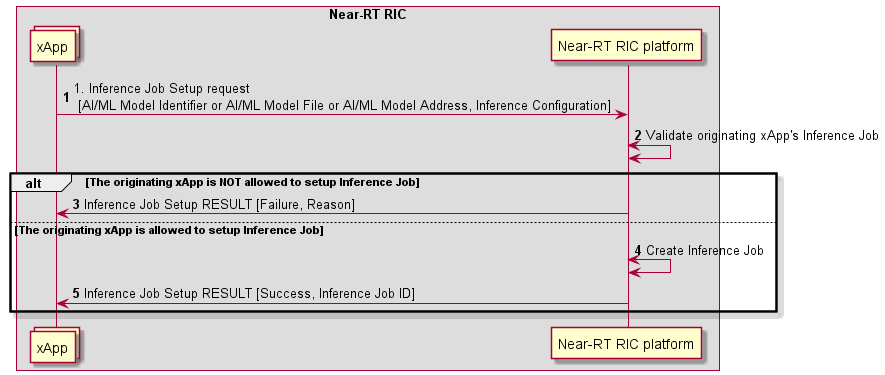 Near-RT RIC
xApp
Near-RT RIC platform
1 1. Inference Job Setup request
[AI/ML Model Identifier or AI/ML Model File or AI/ML Model Address, Inference Configuration]
2 Validate originating xApp's Inference Job
alt [The originating xApp is NOT allowed to setup Inference Job]
3 Inference Job Setup RESULT [Failure, Reason]
[The originating xApp is allowed to setup Inference Job]
4 Create Inference Job
5 Inference Job Setup RESULT [Success, Inference Job ID]
xApp
Near-RT RIC platform